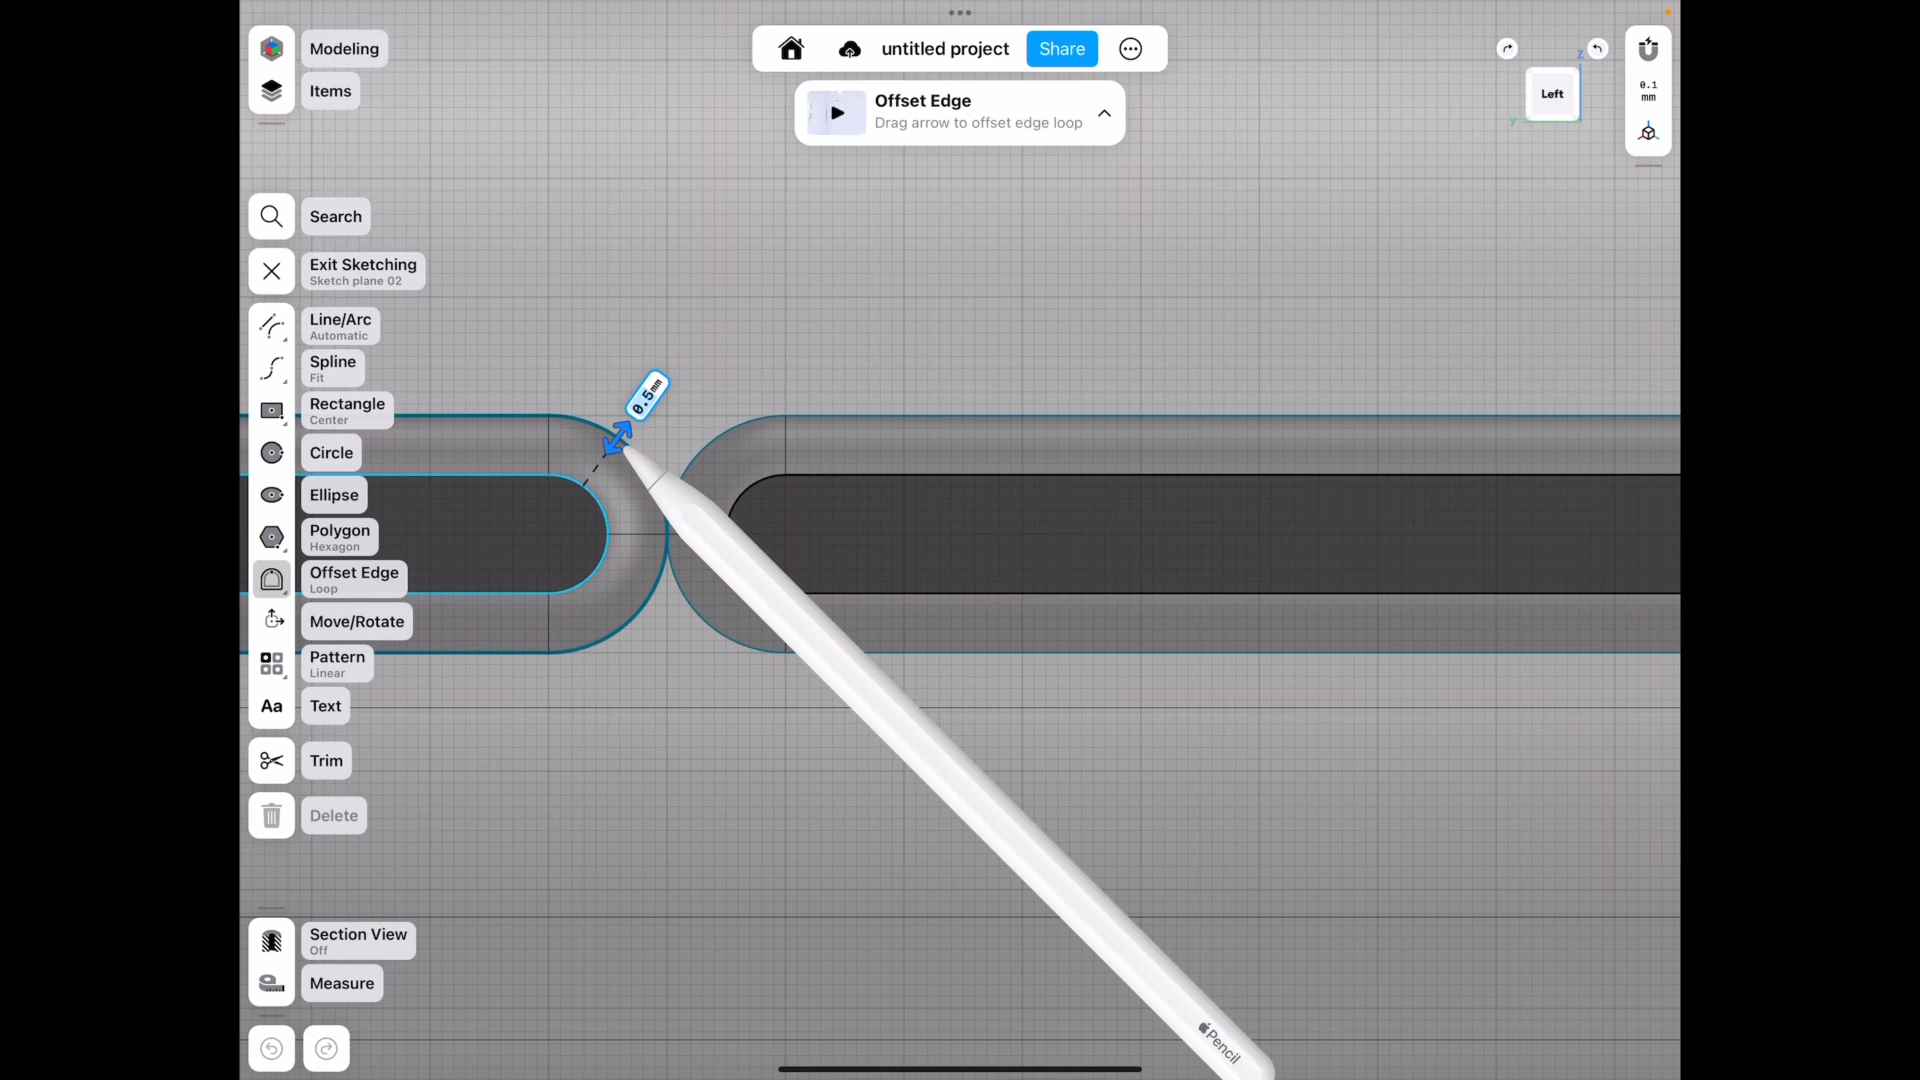 Modeling
Items
untitled project
Share
Offset Edge
Drag arrow to offset edge loop
Z
Left
Y
0.1
mm
Search
Exit Sketching
Sketch plane 02
Line/Arc
Automatic
Spline
Fit
Rectangle
Center
Circle
Ellipse
Polygon
Hexagon
Offset Edge
Loop
Move/Rotate
Pattern
Linear
Aa
Text
Trim
Delete
Section View
Off
Measure
0.5mm
Pencil